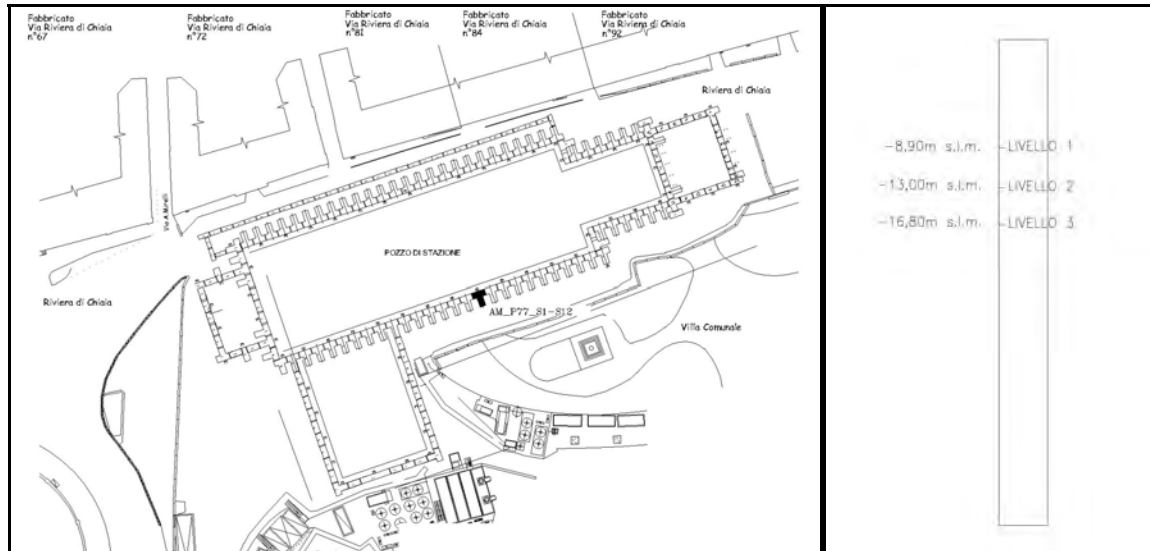 Fabbricato
Via Riviera di Chiaia
n°67
Fabbricato
Via Riviera di Chiaia
n°72
Fabbricato
Via Riviera di Chiaia
n°81
Fabbricato
Via Riviera di Chiaia
n°84
Fabbricato
Via Riviera di Chiaia
n°92
Riviera di Chiaia
Via A.Mirelli
POZZO DI STAZIONE
Riviera di Chiaia
AM_P77_S1-S12
Villa Comunale
-8,90m s.l.m. LIVELLO 1
-13,00m s.l.m. LIVELLO 2
-16,80m s.l.m. LIVELLO 3